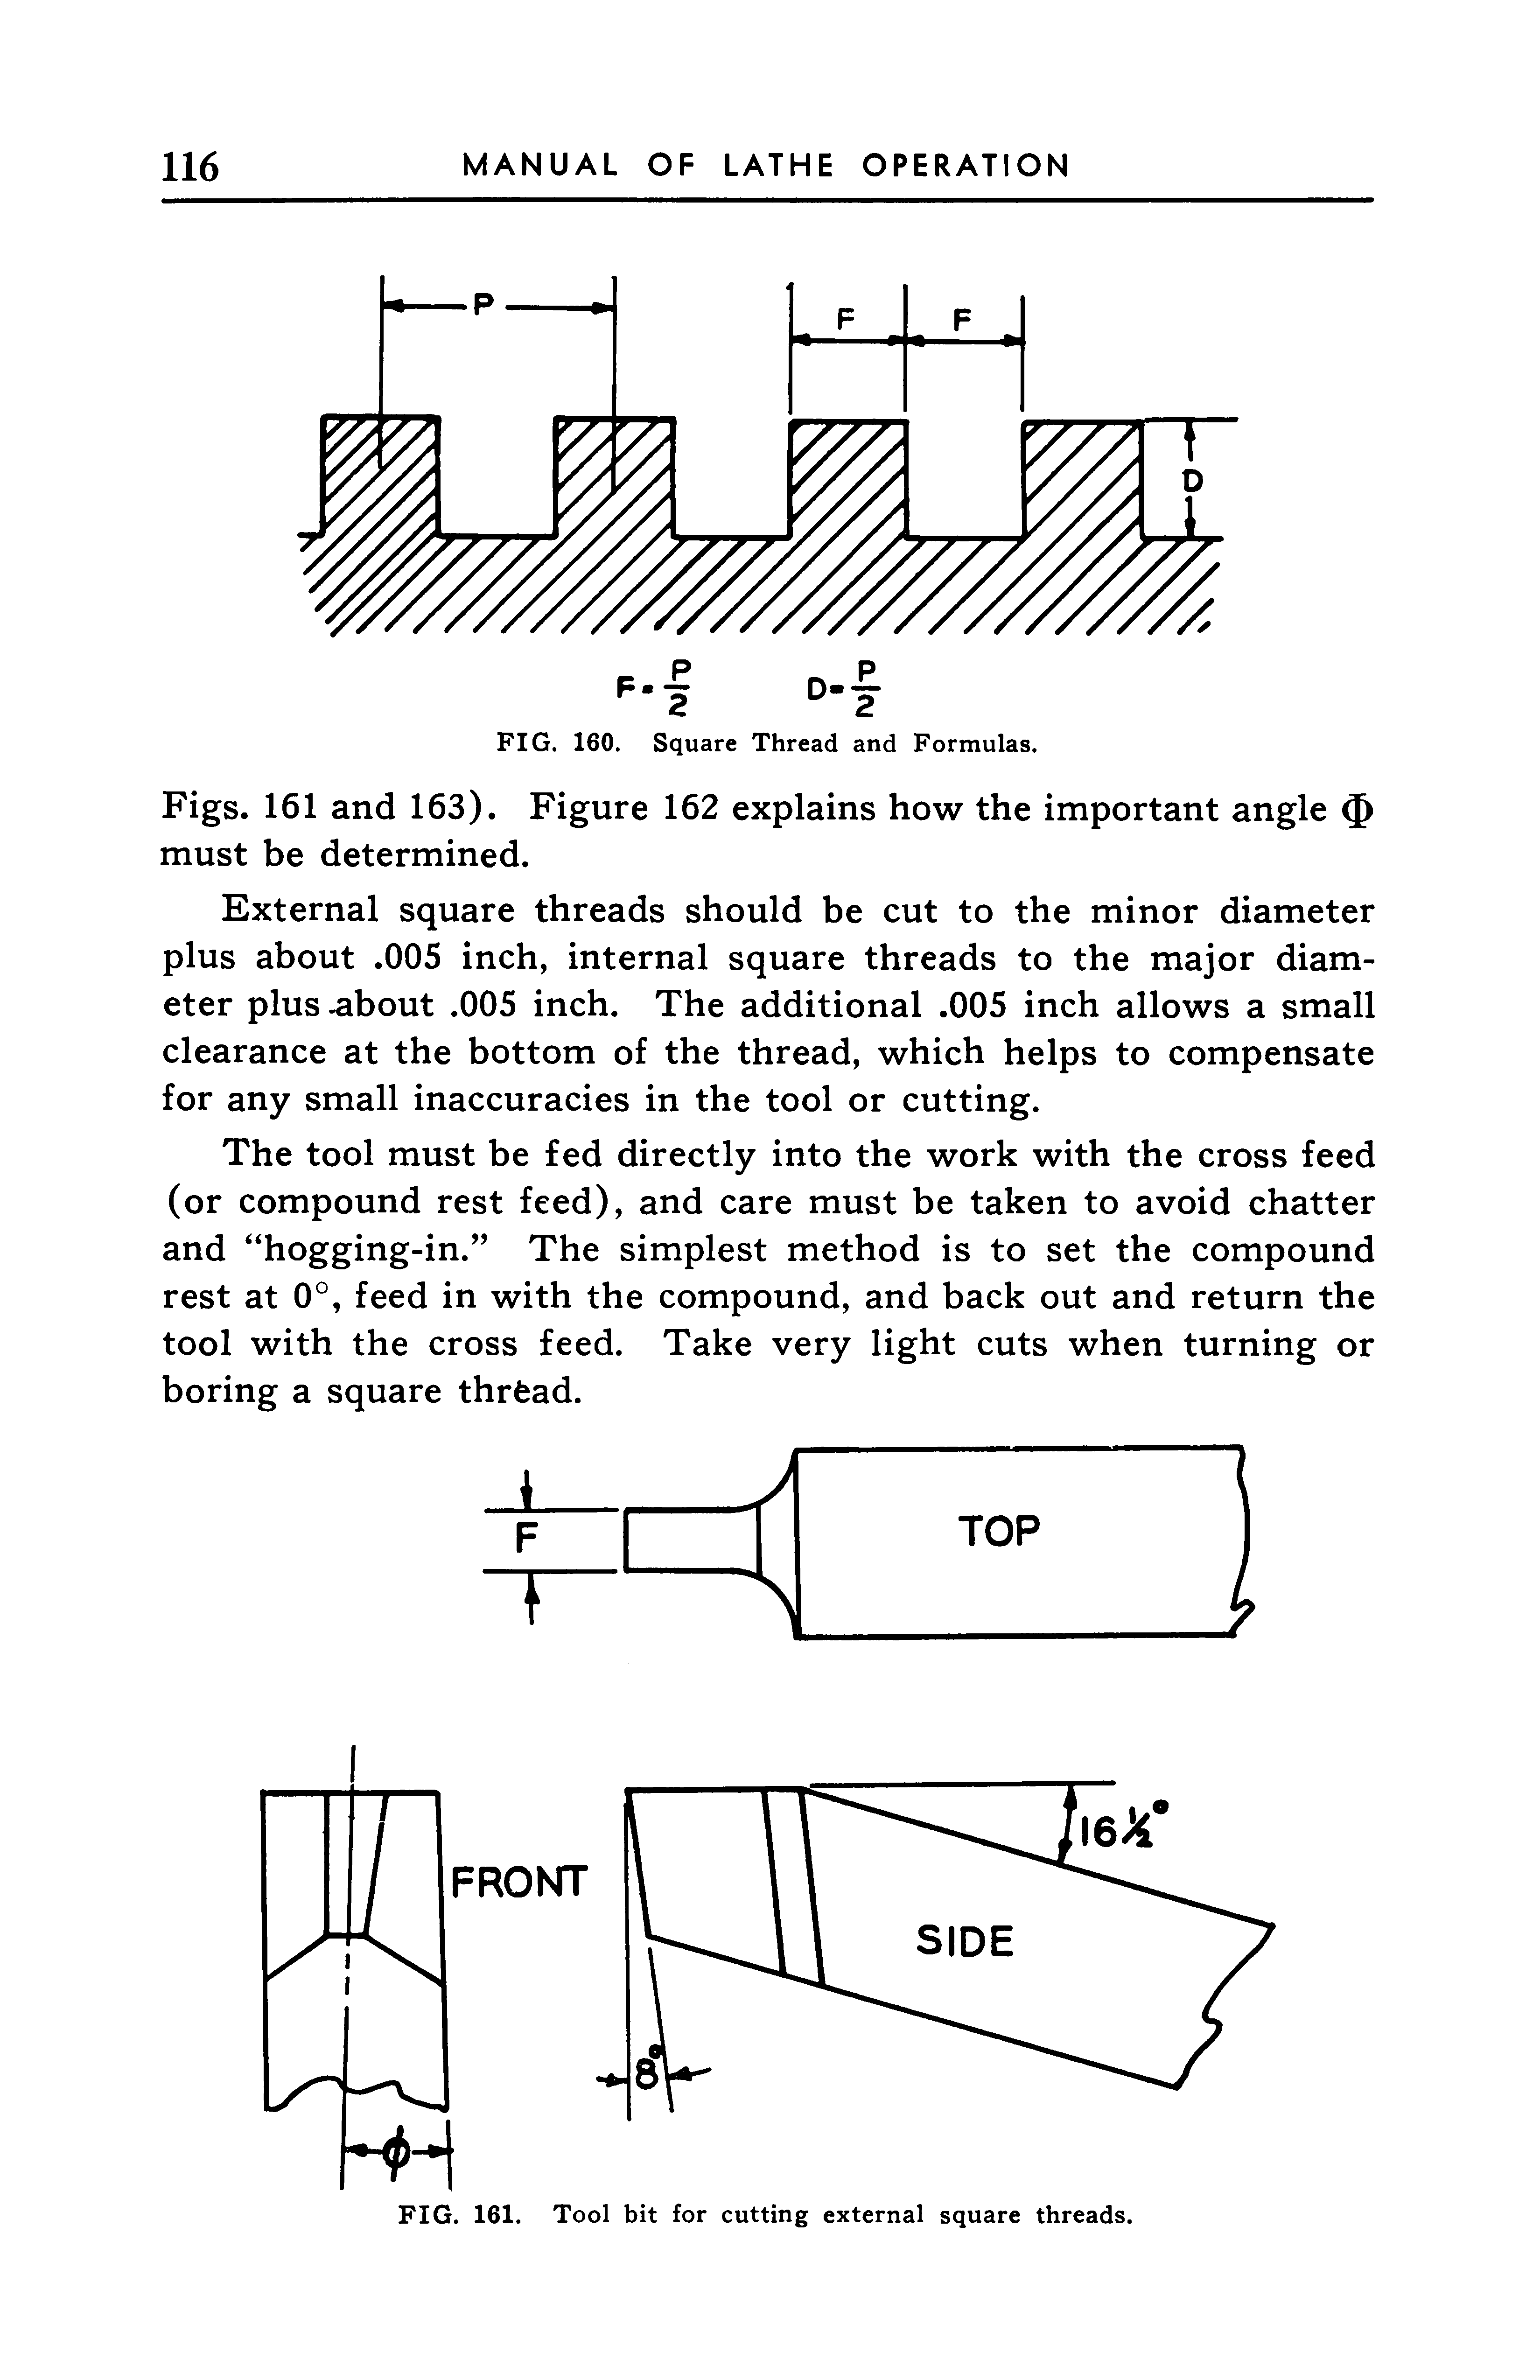 116 MANUAL OF LATHE OPERATION
P
F F
D
F=P/2 D=P/2
FIG. 160. Square Thread and Formulas.
Figs. 161 and 163). Figure 162 explains how the important angle Φ
must be determined.
External square threads should be cut to the minor diameter
plus about .005 inch, internal square threads to the major diam-
eter plus about .005 inch. The additional .005 inch allows a small
clearance at the bottom of the thread, which helps to compensate
for any small inaccuracies in the tool or cutting.
The tool must be fed directly into the work with the cross feed
(or compound rest feed), and care must be taken to avoid chatter
and “hogging-in.” The simplest method is to set the compound
rest at 0°, feed in with the compound, and back out and return the
tool with the cross feed. Take very light cuts when turning or
boring a square thread.
F
TOP
16½°
FRONT
SIDE
8°
ϕ
FIG. 161. Tool bit for cutting external square threads.